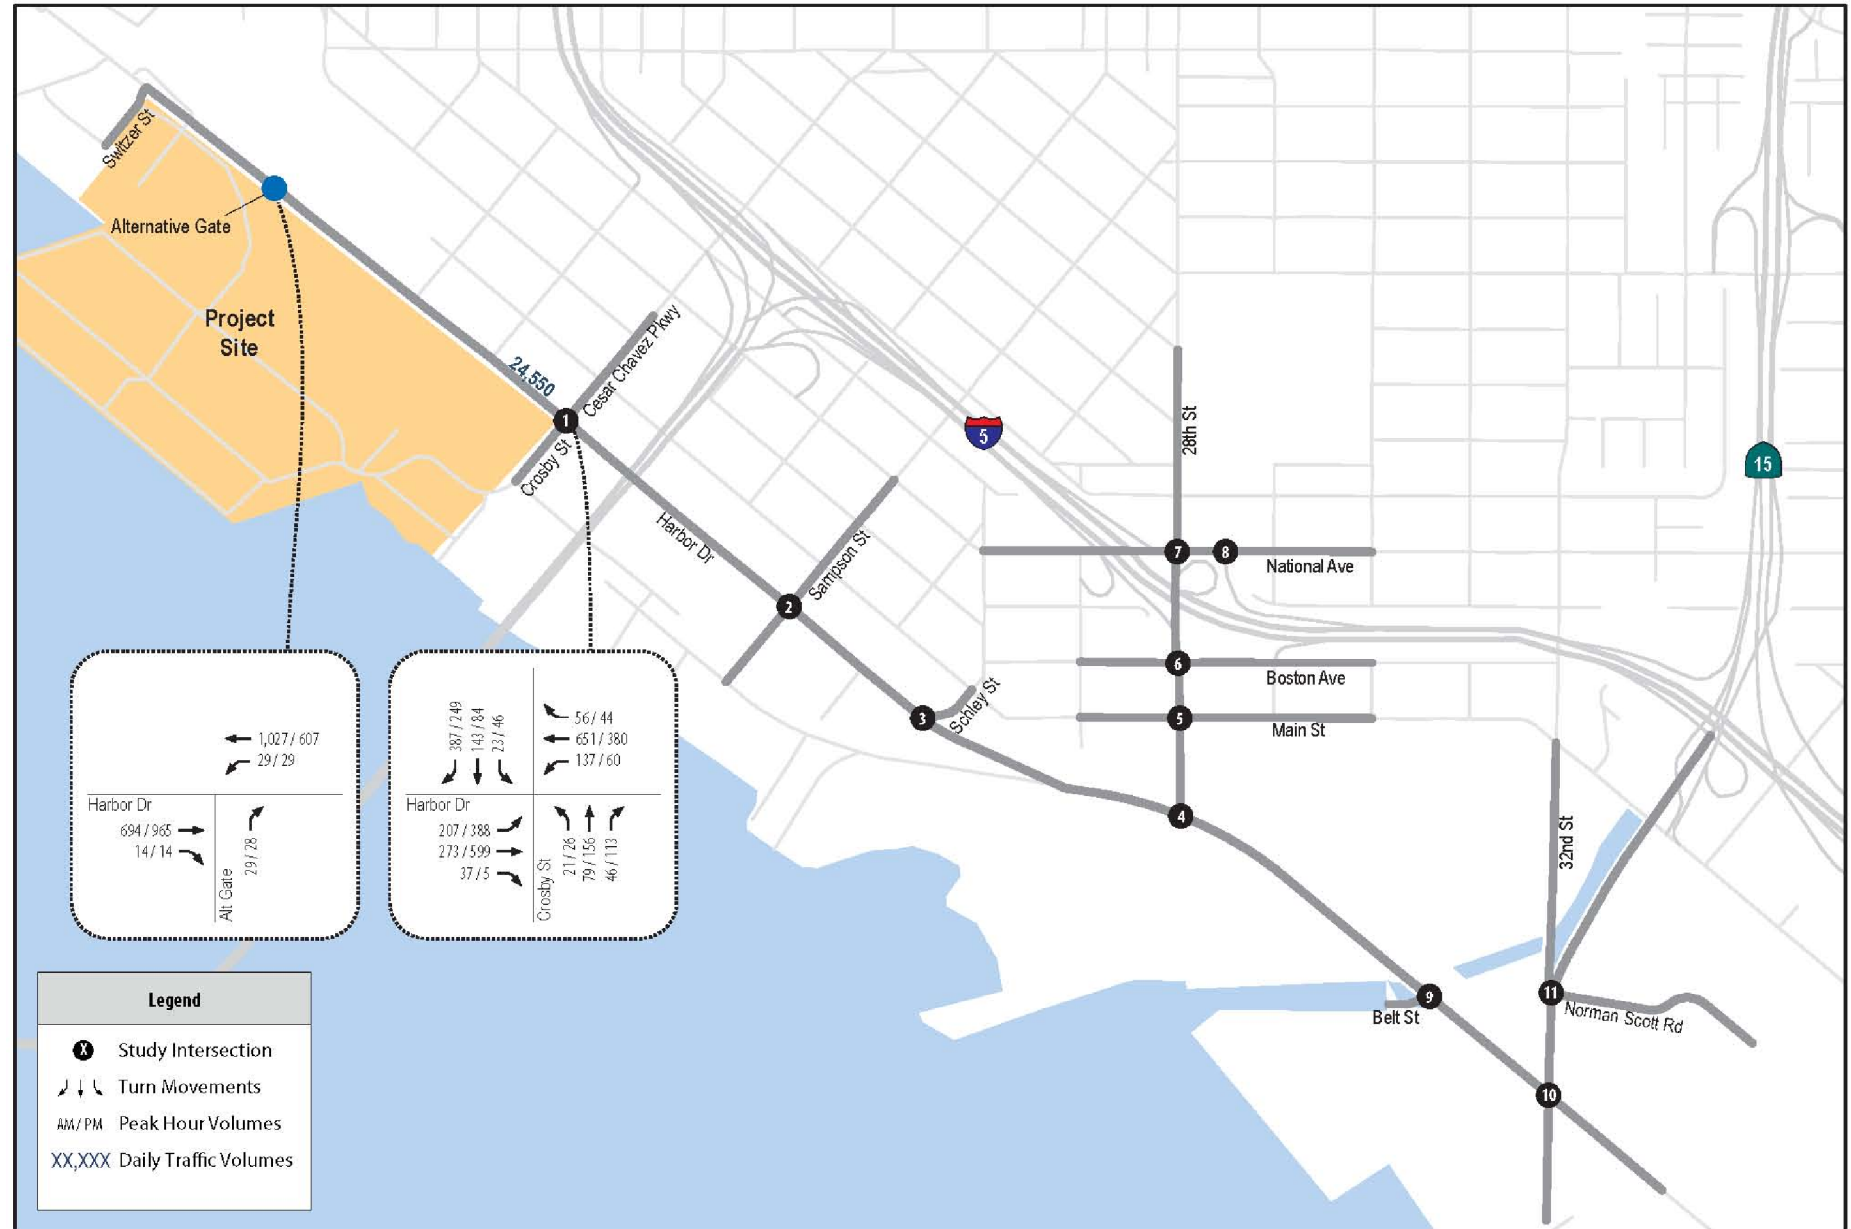 Switzer St
Alternative Gate
Project
Site
24,550
Cesar Chavez Pkwy
1
Crosby St
5
28th St
15
Harbor Dr
Sampson St
2
7
8
National Ave
6
Boston Ave
3
Schley St
5
Main St
4
32nd St
9
Belt St
11
Norman Scott Rd
10
1,027 / 607
29 / 29
Harbor Dr
694 / 965
14 / 14
29 / 28
Alt Gate
387 / 249
143 / 84
23 / 46
56 / 44
651 / 380
137 / 60
Harbor Dr
207 / 388
273 / 599
37 / 5
Crosby St
21 / 26
79 / 156
46 / 113
Legend
X Study Intersection
Turn Movements
AM / PM Peak Hour Volumes
XX,XXX Daily Traffic Volumes